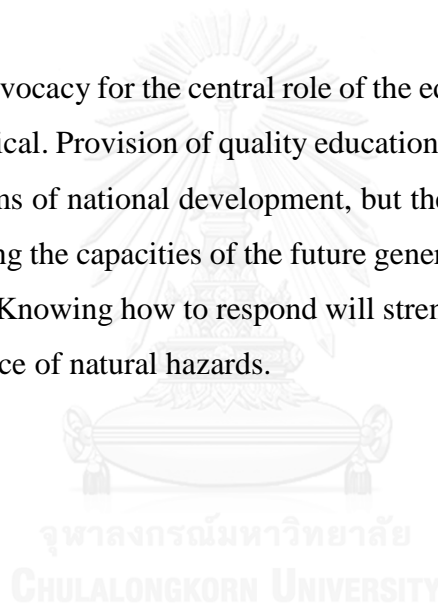 vocacy for the central role of the ed
ical. Provision of quality education
ns of national development, but the
ng the capacities of the future gener
Knowing how to respond will stren
ce of natural hazards.
จุฬาลงกรณ์มหาวิทยาลัย
CHULALONGKORN UNIVERSITY